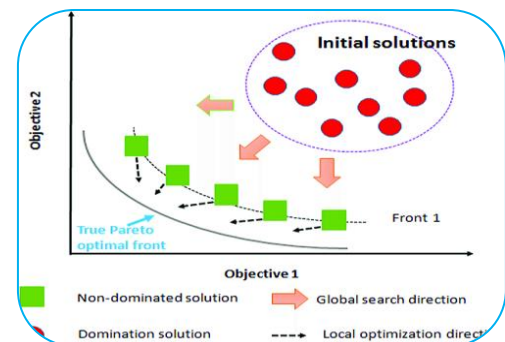 Initial solutions
Objective 2
True Pareto
optimal front
Front 1
Objective 1
Non-dominated solution
Global search direction
Domination solution
Local optimization directi